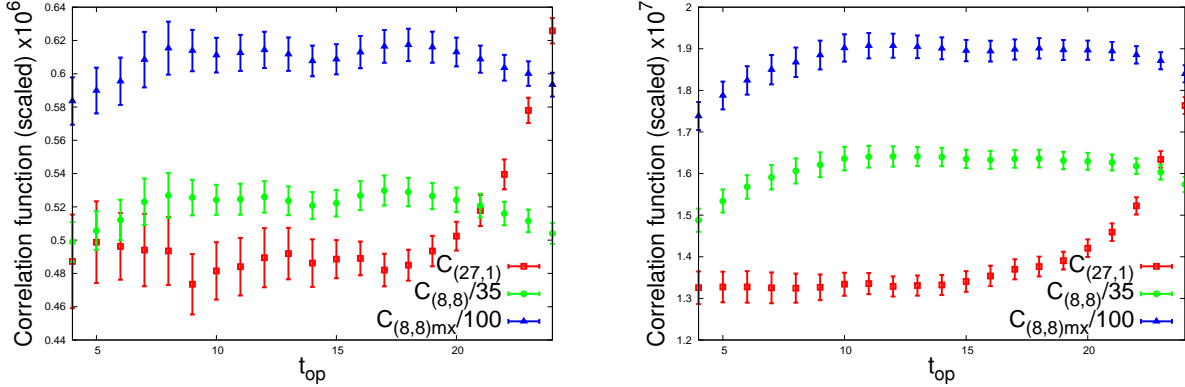 Correlation function (scaled) x10^6
0.64
0.62
0.6
0.58
0.56
0.54
0.52
0.5
0.48
0.46
0.44
5
10
15
20
t_op
C_(27,1)
C_(8,8)/35
C_(8,8)mx/100
Correlation function (scaled) x10^7
2
1.9
1.8
1.7
1.6
1.6
1.5
1.4
1.3
1.2
5
10
15
20
t_op
C_(27,1)
C_(8,8)/35
C_(8,8)mx/100